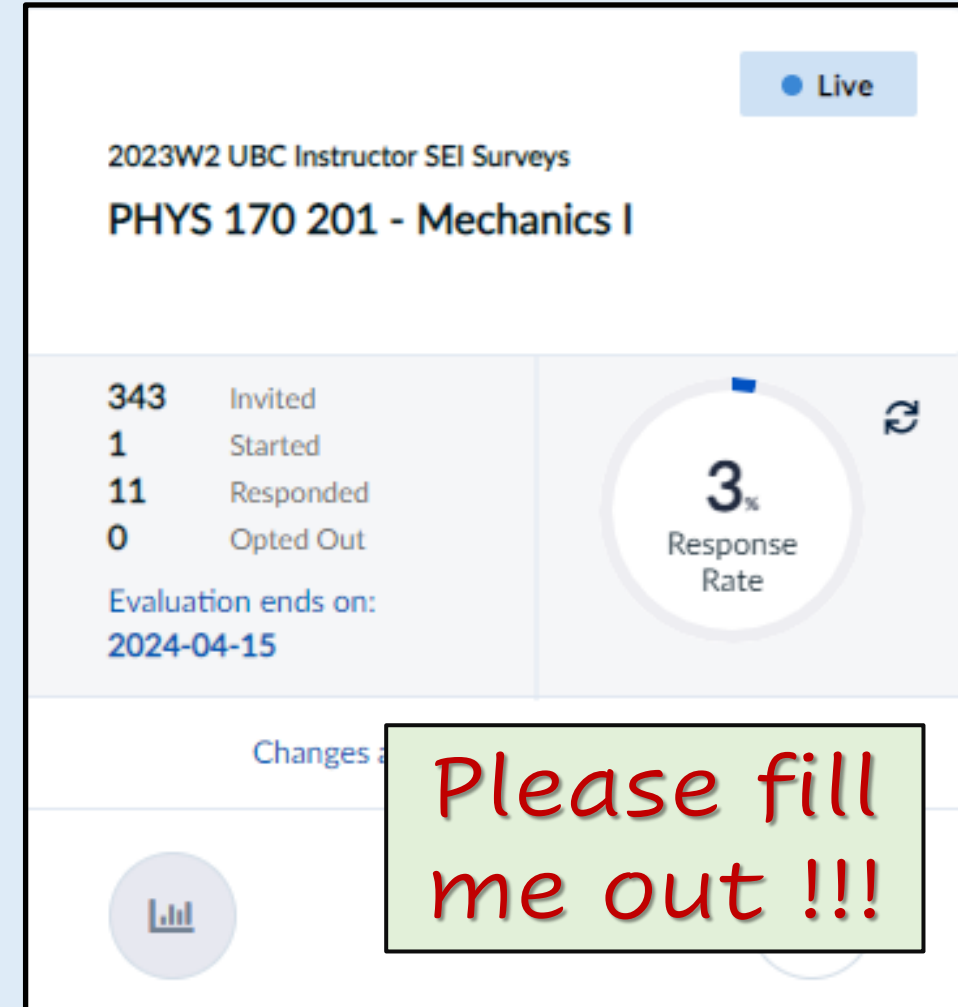 Live
2023W2 UBC Instructor SEI Surveys
PHYS 170 201 - Mechanics I
343 Invited
1 Started
11 Responded
0 Opted Out
Evaluation ends on:
2024-04-15
3%
Response
Rate
Changes
Please fill
me out !!!